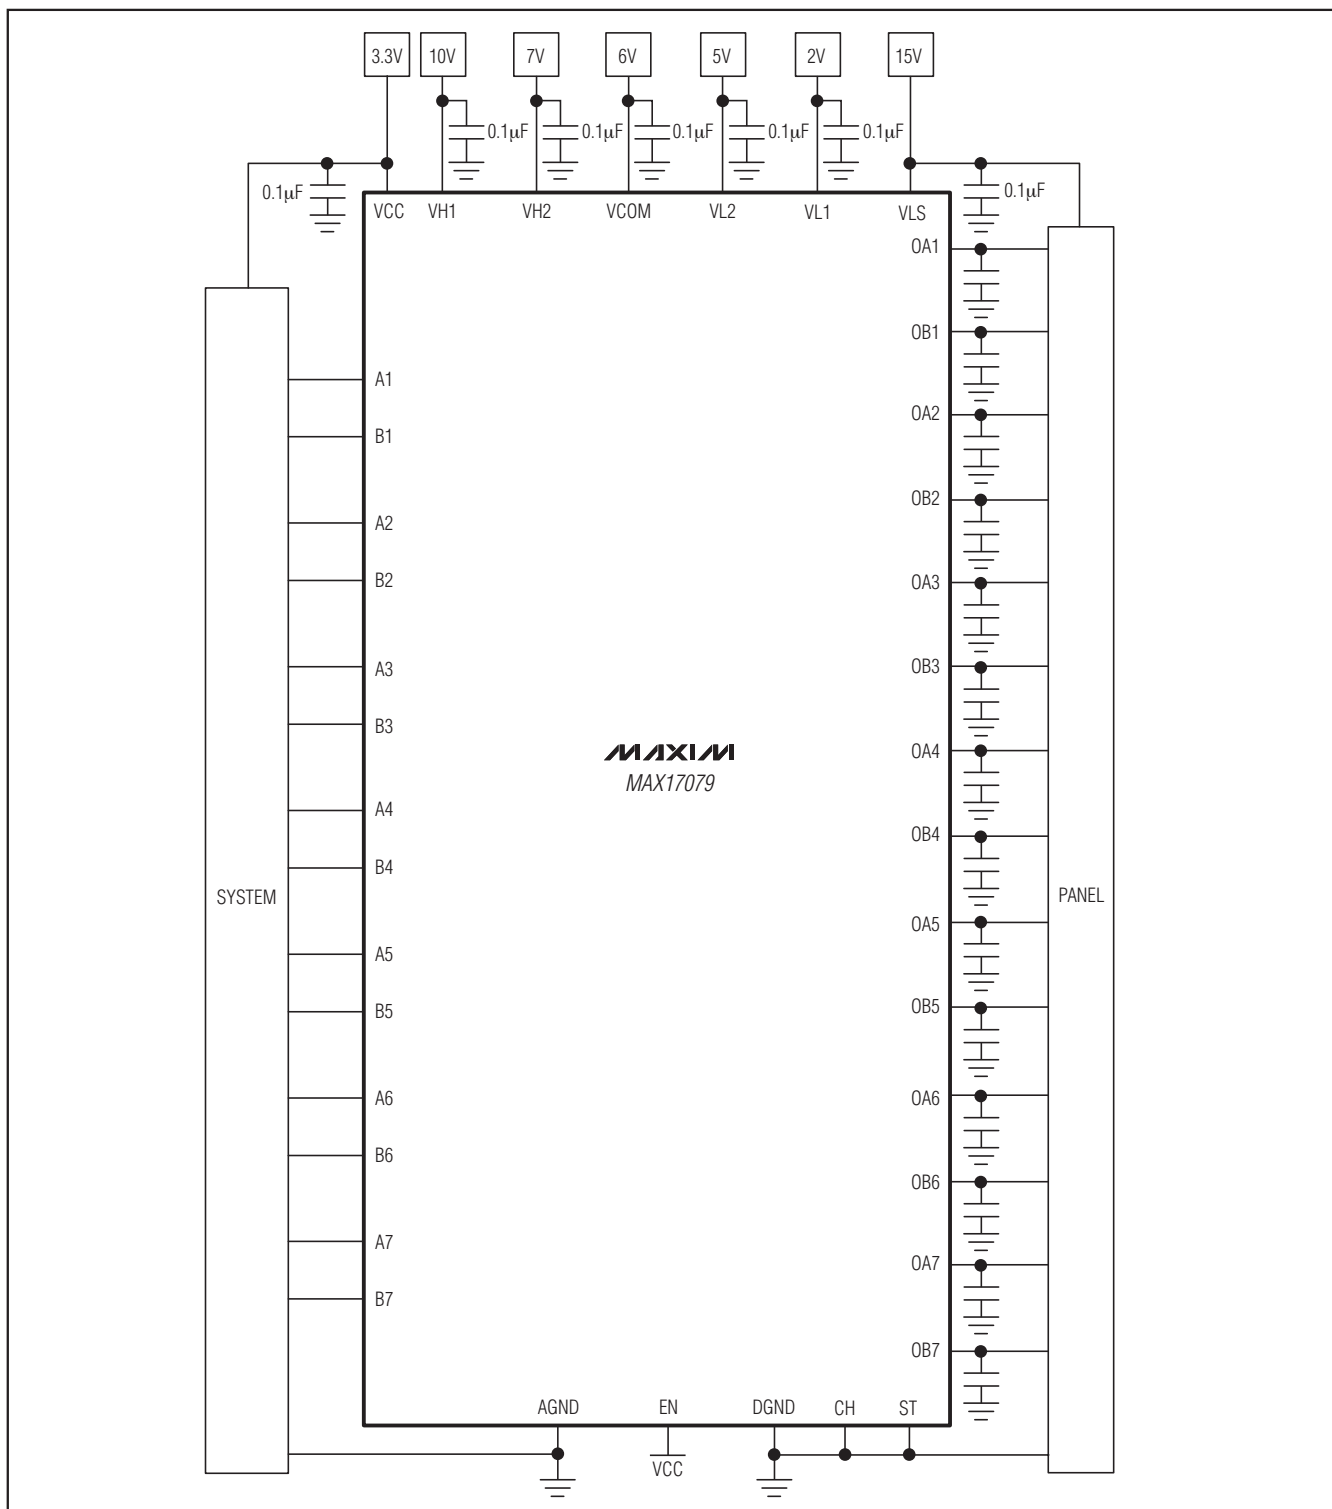 3.3V 10V 7V 6V 5V 2V 15V
0.1µF 0.1µF 0.1µF 0.1µF 0.1µF
0.1µF 0.1µF
VCC VH1 VH2 VCOM VL2 VL1 VLS
OA1
OB1
A1
OA2
B1
OB2
A2
B2
OA3
A3
OB3
B3
MAXIM
OA4
MAX17079
A4
OB4
B4
SYSTEM
PANEL
OA5
A5
OB5
B5
A6
OA6
B6
OB6
A7
OA7
B7
OB7
AGND EN DGND CH ST
VCC